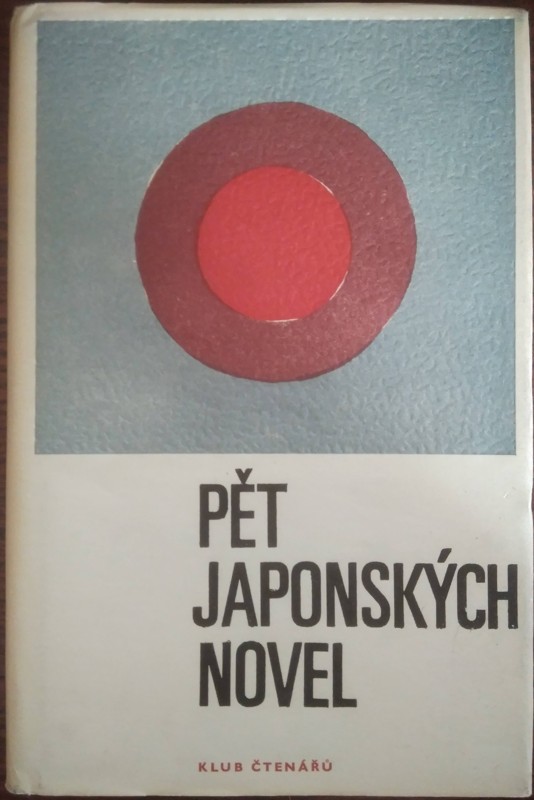 PĚT
JAPONSKÝCH
NOVEL
KLUB ČTENÁŘŮ